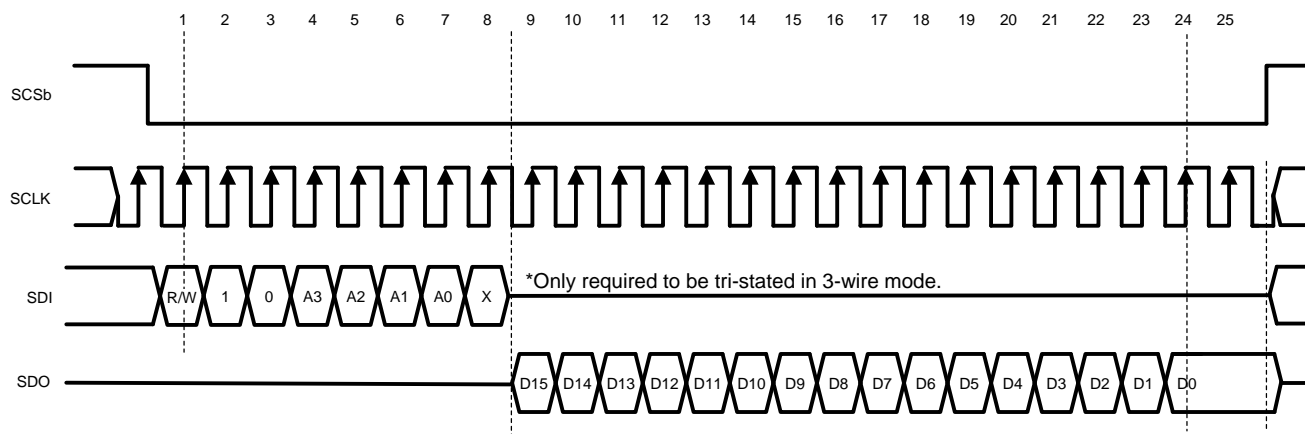 1 2 3 4 5 6 7 8 9 10 11 12 13 14 15 16 17 18 19 20 21 22 23 24 25
SCSb
SCLK
SDI R/W 1 0 A3 A2 A1 A0 X *Only required to be tri-stated in 3-wire mode.
SDO D15 D14 D13 D12 D11 D10 D9 D8 D7 D6 D5 D4 D3 D2 D1 D0